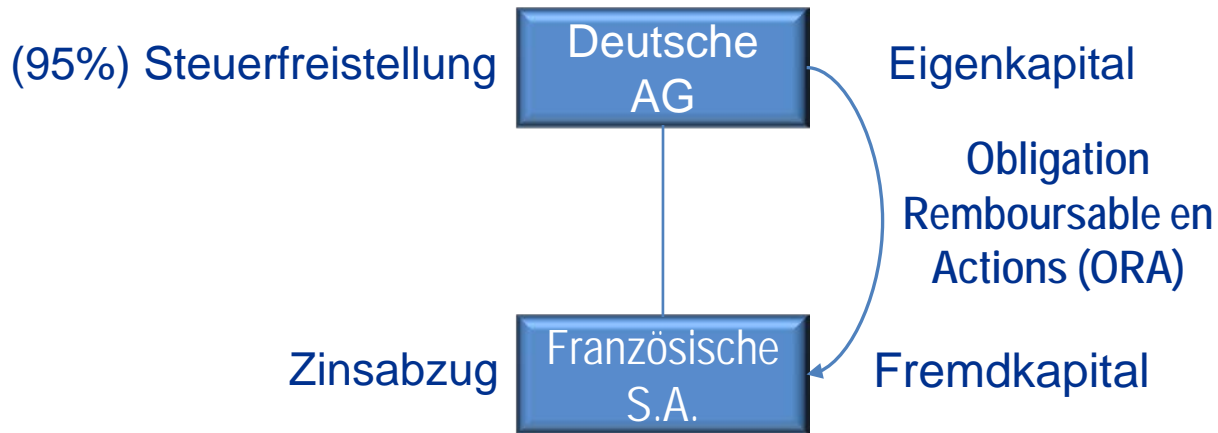 (95%) Steuerfreistellung
Deutsche
AG
Eigenkapital
Obligation
Remboursable en
Actions (ORA)
Zinsabzug
Französische
S.A.
Fremdkapital